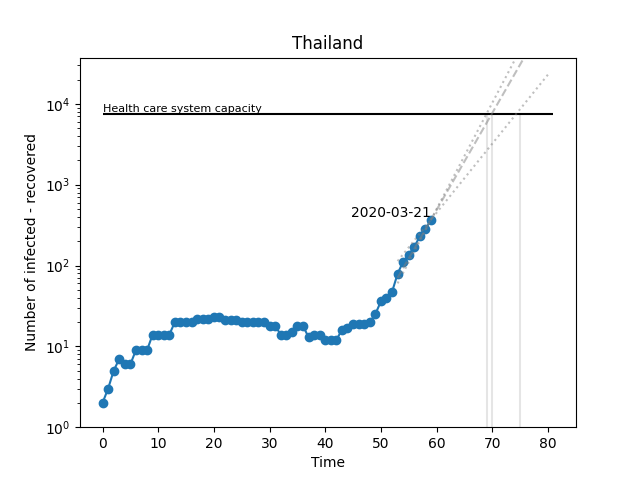 Thailand
Number of infected - recovered
10⁴
10³
10²
10¹
10⁰
Health care system capacity
2020-03-21
0 10 20 30 40 50 60 70 80
Time